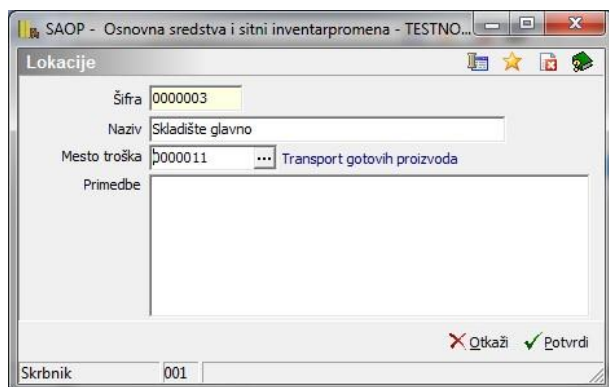 SAOP - Osnovna sredstva i sitni inventarpromena - TESTNO...
Lokacije
Šifra 0000003
Naziv Skladište glavno
Mesto troška 0000011 ... Transport gotovih proizvoda
Primedbe
Otkaži Potvrdi
Skrbnik 001